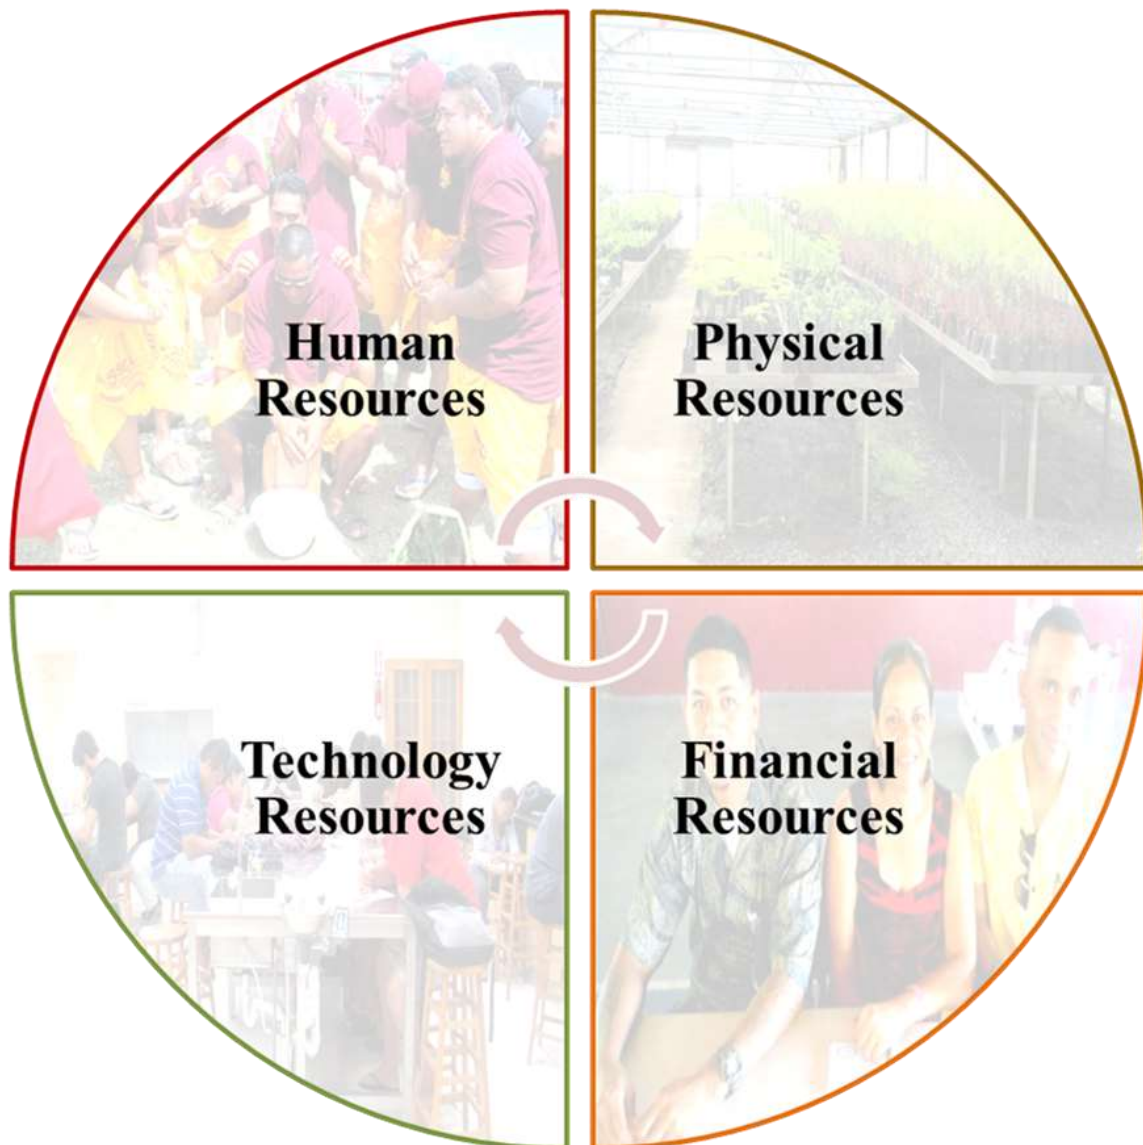 Human
Resources
Physical
Resources
Technology
Resources
Financial
Resources